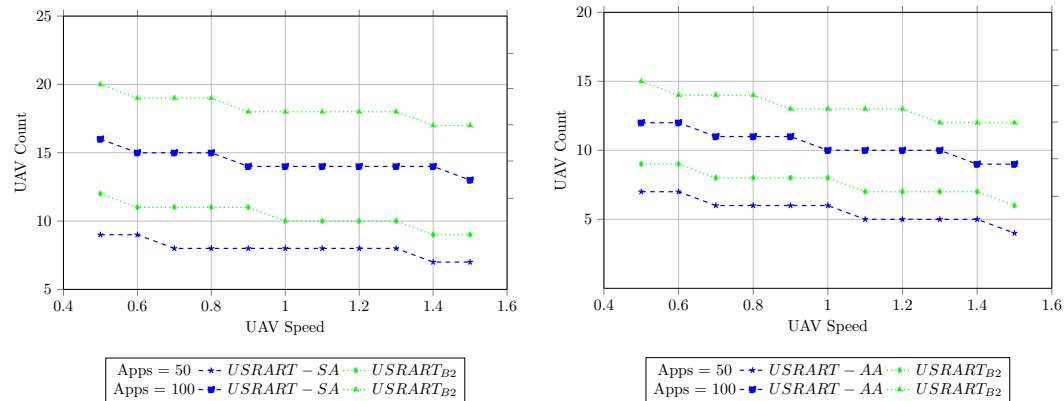 25
20
15
10
5
UAV Count
0.4 0.6 0.8 1 1.2 1.4 1.6
UAV Speed
Apps = 50 USRART − SA USRART_B2
Apps = 100 USRART − SA USRART_B2
20
15
10
5
UAV Count
0.4 0.6 0.8 1 1.2 1.4 1.6
UAV Speed
Apps = 50 USRART − AA USRART_B2
Apps = 100 USRART − AA USRART_B2